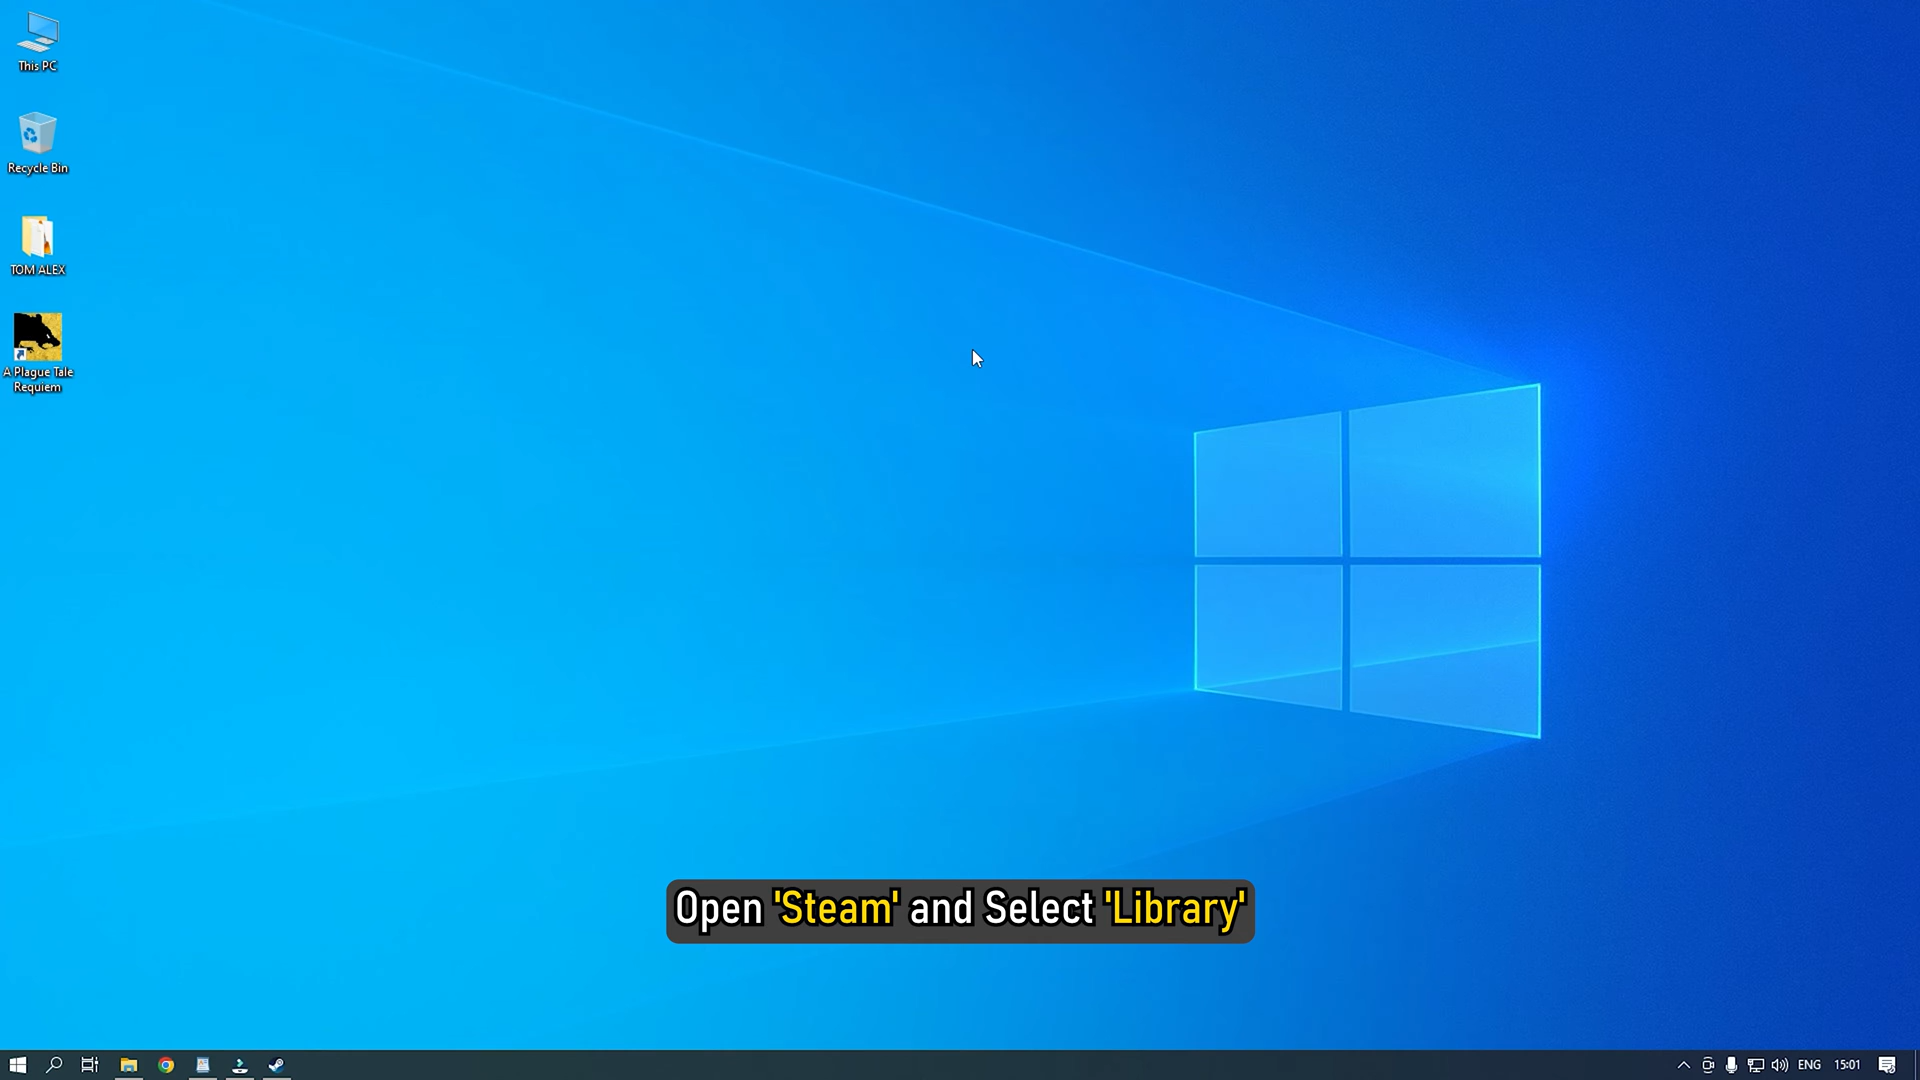 This PC
Recycle Bin
TOM ALEX
A Plague Tale
Requiem
Open 'Steam' and Select 'Library'
ENG
15:01